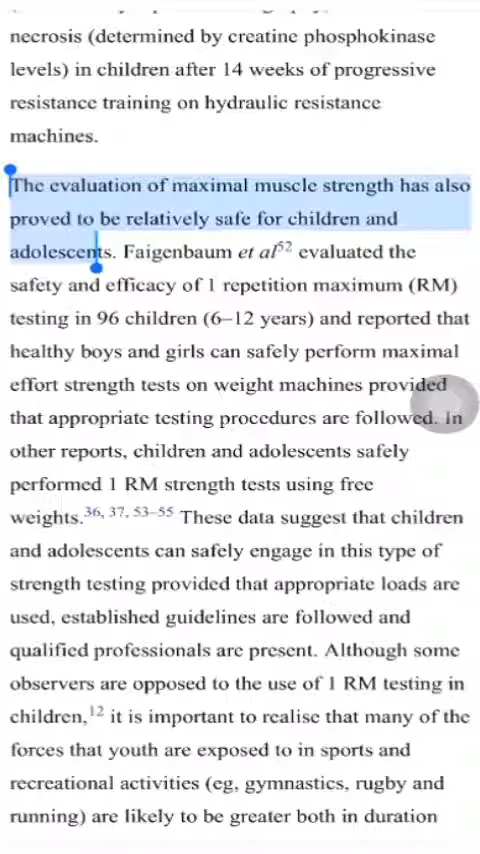 necrosis (determined by creatine phosphokinase
levels) in children after 14 weeks of progressive
resistance training on hydraulic resistance
machines.
The evaluation of maximal muscle strength has also
proved to be relatively safe for children and
adolescents. Faigenbaum et al52 evaluated the
safety and efficacy of 1 repetition maximum (RM)
testing in 96 children (6–12 years) and reported that
healthy boys and girls can safely perform maximal
effort strength tests on weight machines provided
that appropriate testing procedures are followed. In
other reports, children and adolescents safely
performed 1 RM strength tests using free
weights.36, 37, 53–55 These data suggest that children
and adolescents can safely engage in this type of
strength testing provided that appropriate loads are
used, established guidelines are followed and
qualified professionals are present. Although some
observers are opposed to the use of 1 RM testing in
children,12 it is important to realise that many of the
forces that youth are exposed to in sports and
recreational activities (eg, gymnastics, rugby and
running) are likely to be greater both in duration